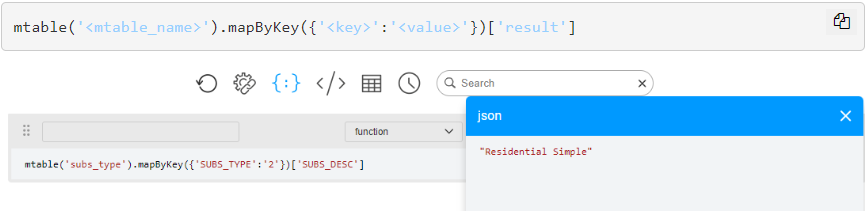 mtable('<mtable_name>').mapByKey({'<key>':'<value>'})['result']
{:} </> Search
json
function
"Residential Simple"
mtable('subs_type').mapByKey({'SUBS_TYPE':'2'})['SUBS_DESC']